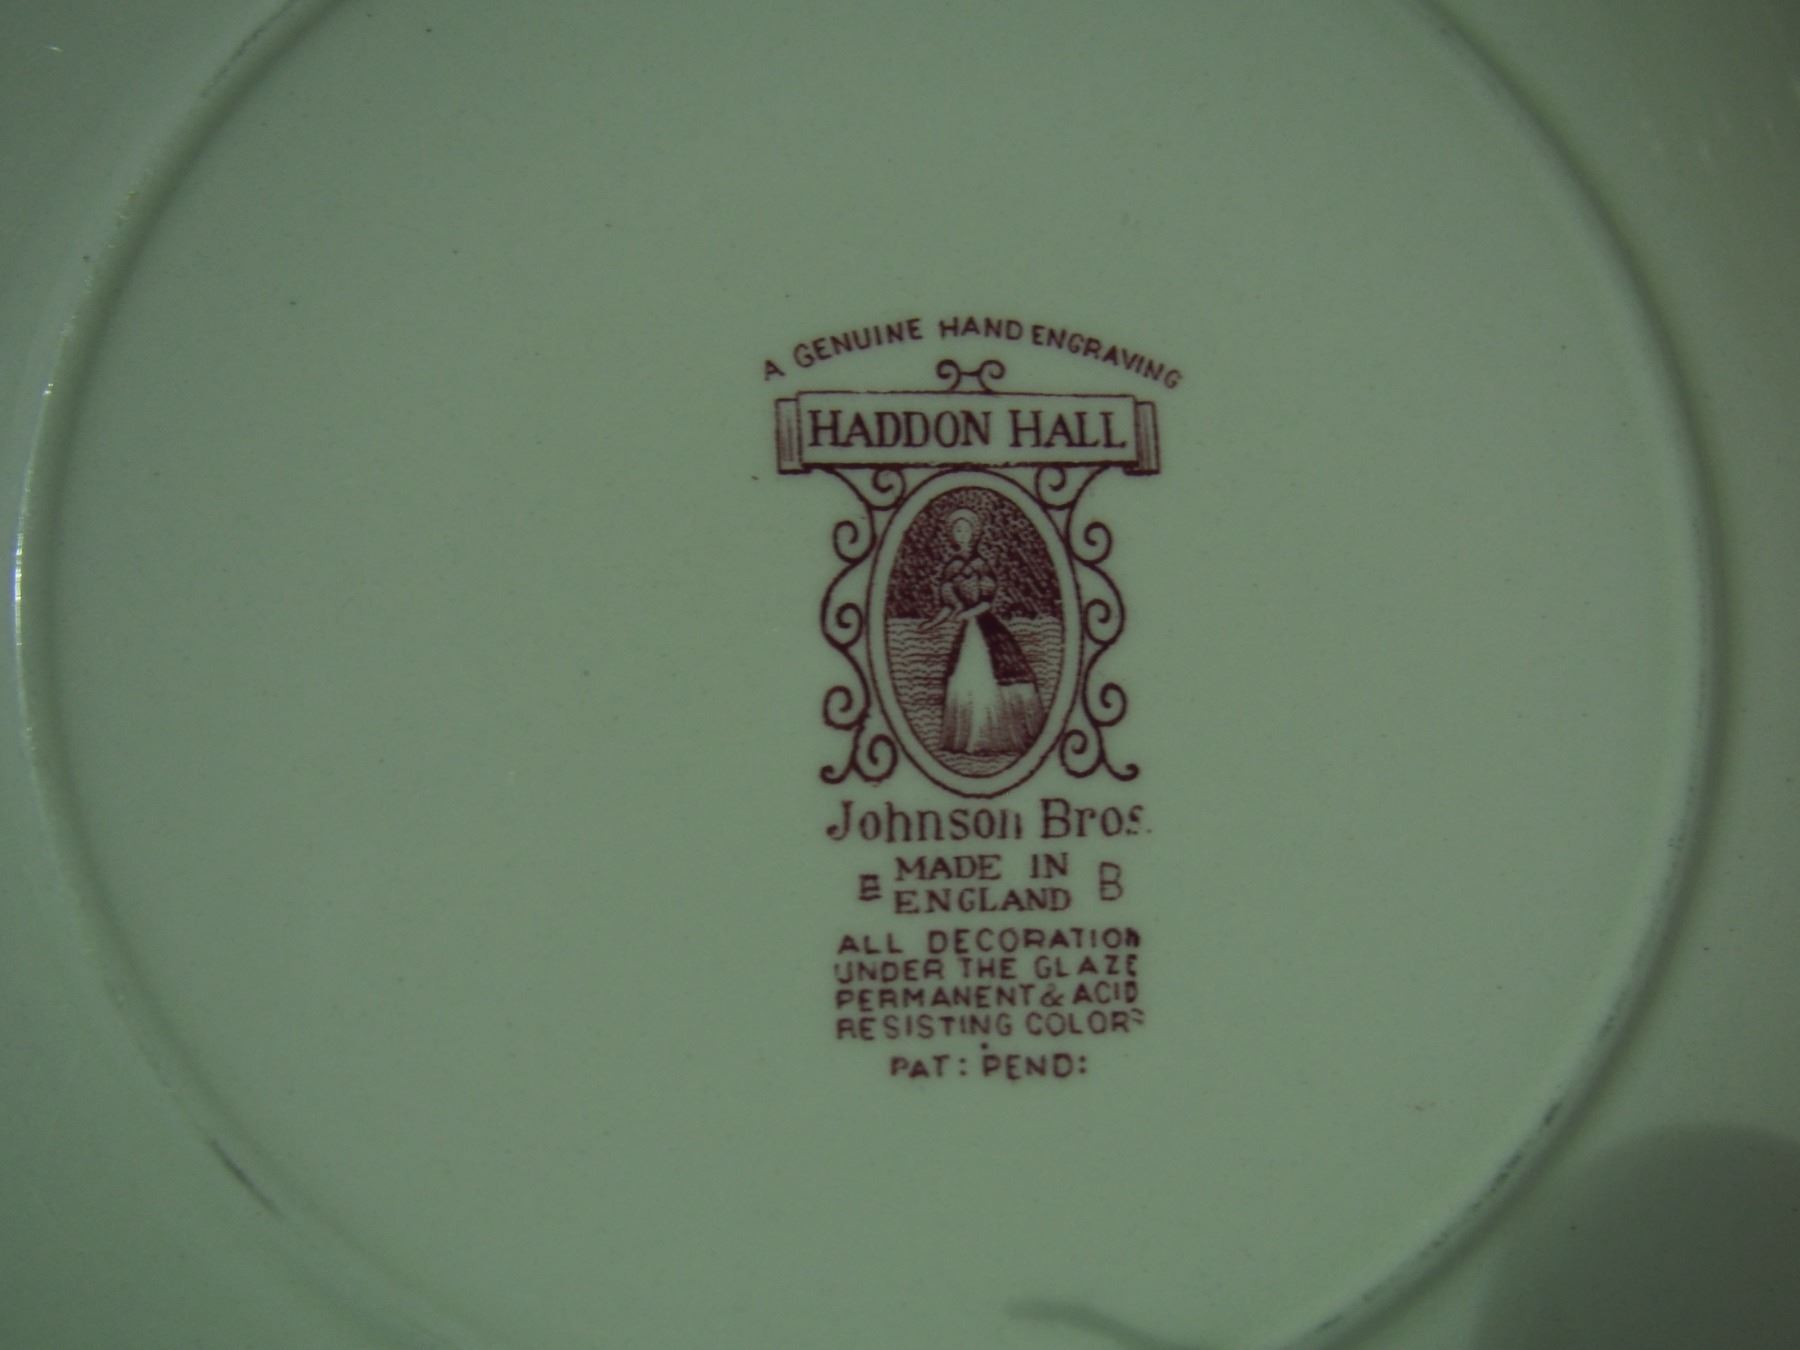 A GENUINE HAND ENGRAVING
HADDON HALL
Johnson Bros.
MADE IN
ENGLAND B
ALL DECORATION
UNDER THE GLAZE
PERMANENT & ACID
RESISTING COLORS
PAT: PEND: